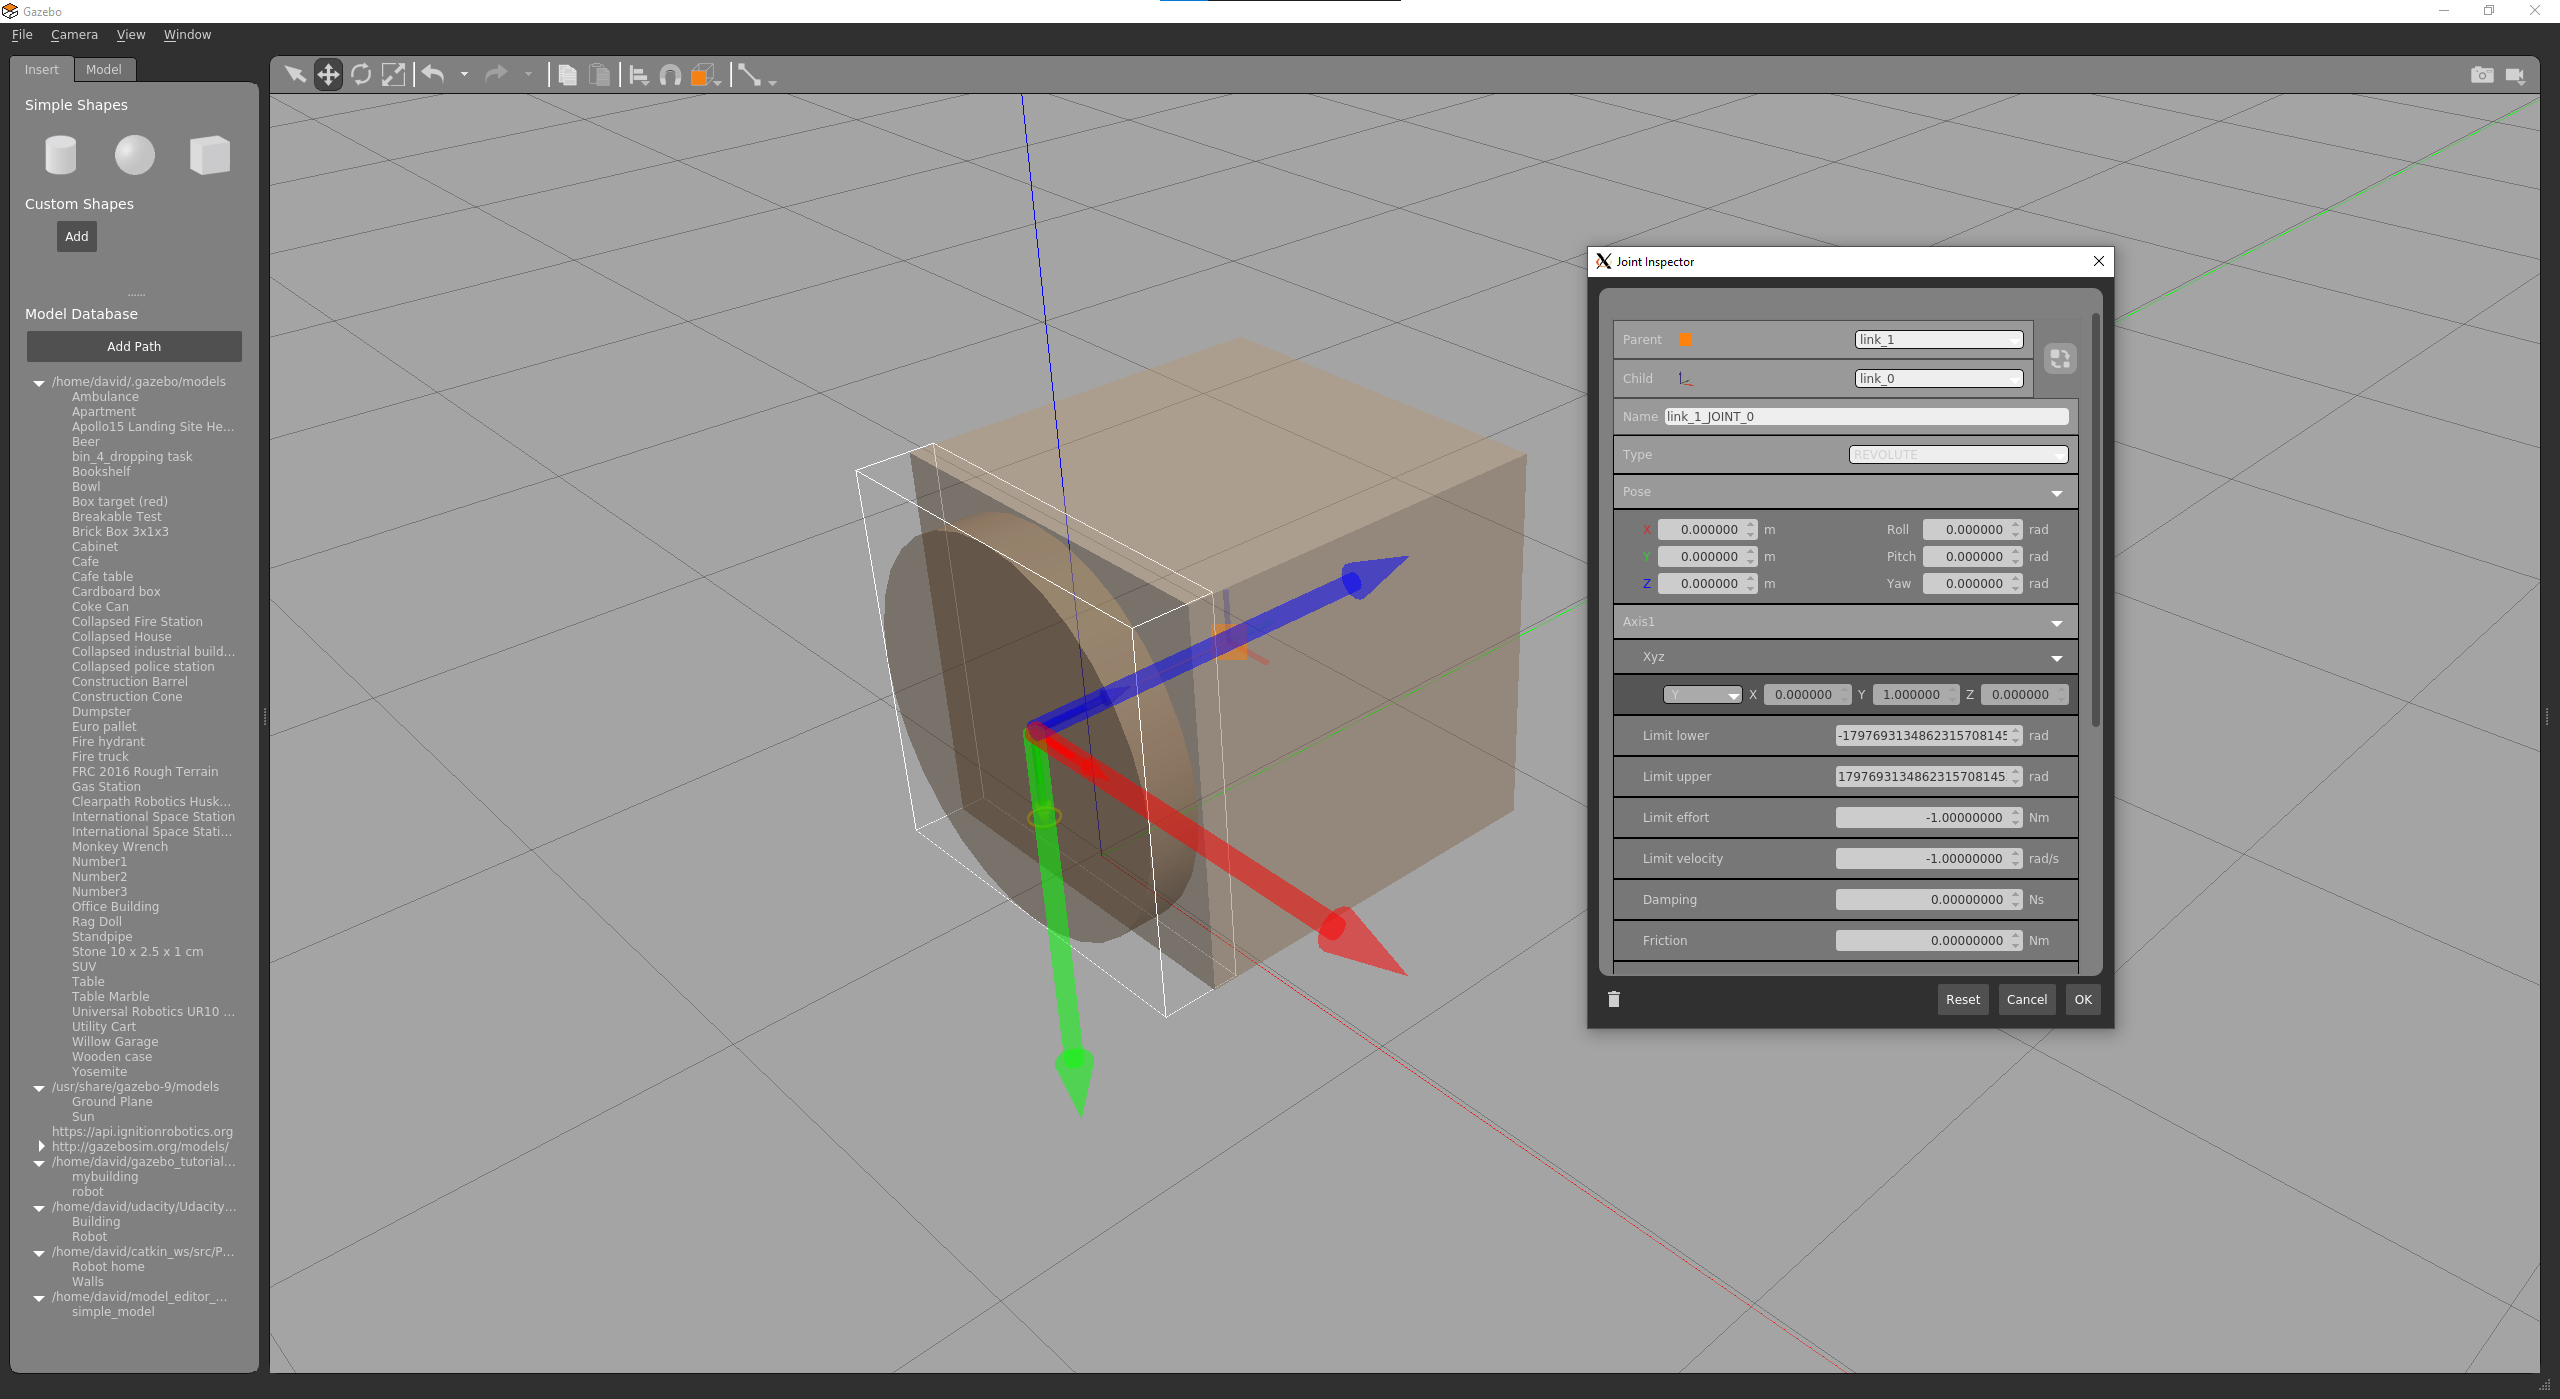 Gazebo
File Camera View Window
Insert Model
Simple Shapes
Custom Shapes
Add
Model Database
Add Path
/home/david/.gazebo/models
Ambulance
Apartment
Apollo15 Landing Site He...
Beer
bin_4_dropping task
Bookshelf
Bowl
Box target (red)
Breakable Test
Brick Box 3x1x3
Cabinet
Cafe
Cafe table
Cardboard box
Coke Can
Collapsed Fire Station
Collapsed House
Collapsed industrial build...
Collapsed police station
Construction Barrel
Construction Cone
Dumpster
Euro pallet
Fire hydrant
Fire truck
FRC 2016 Rough Terrain
Gas Station
Clearpath Robotics Husk...
International Space Station
International Space Stati...
Monkey Wrench
Number1
Number2
Number3
Office Building
Rag Doll
Standpipe
Stone 10 x 2.5 x 1 cm
SUV
Table
Table Marble
Universal Robotics UR10 ...
Utility Cart
Willow Garage
Wooden case
Yosemite
/usr/share/gazebo-9/models
Ground Plane
Sun
https://api.ignitionrobotics.org
http://gazebosim.org/models/
/home/david/gazebo_tutorial...
mybuilding
robot
/home/david/udacity/Udacity...
Building
Robot
/home/david/catkin_ws/src/P...
Robot home
Walls
/home/david/model_editor_...
simple_model
Joint Inspector
Parent link_1
Child link_0
Name link_1_JOINT_0
Type REVOLUTE
Pose
X 0.000000 m Roll 0.000000 rad
Y 0.000000 m Pitch 0.000000 rad
Z 0.000000 m Yaw 0.000000 rad
Axis1
Xyz
Y X 0.000000 Y 1.000000 Z 0.000000
Limit lower -1797693134862315708145 rad
Limit upper 1797693134862315708145 rad
Limit effort -1.00000000 Nm
Limit velocity -1.00000000 rad/s
Damping 0.00000000 Ns
Friction 0.00000000 Nm
Reset Cancel OK